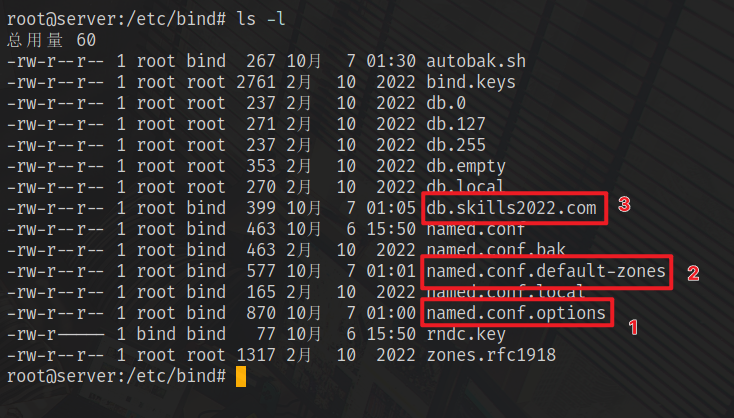 root@server:/etc/bind# ls -l
总用量 60
-rw-r--r-- 1 root bind  267 10月  7 01:30 autobak.sh
-rw-r--r-- 1 root root 2761 2月  10  2022 bind.keys
-rw-r--r-- 1 root root  237 2月  10  2022 db.0
-rw-r--r-- 1 root root  271 2月  10  2022 db.127
-rw-r--r-- 1 root root  237 2月  10  2022 db.255
-rw-r--r-- 1 root root  353 2月  10  2022 db.empty
-rw-r--r-- 1 root root  270 2月  10  2022 db.local
-rw-r--r-- 1 root bind  399 10月  7 01:05 db.skills2022.com 3
-rw-r--r-- 1 root bind  463 10月  6 15:50 named.conf
-rw-r--r-- 1 root bind  463 2月  10  2022 named.conf.bak
-rw-r--r-- 1 root bind  577 10月  7 01:01 named.conf.default-zones 2
-rw-r--r-- 1 root bind  165 2月  10  2022 named.conf.local
-rw-r--r-- 1 root bind  870 10月  7 01:00 named.conf.options 1
-rw-r----- 1 bind bind   77 10月  6 15:50 rndc.key
-rw-r--r-- 1 root root 1317 2月  10  2022 zones.rfc1918
root@server:/etc/bind#